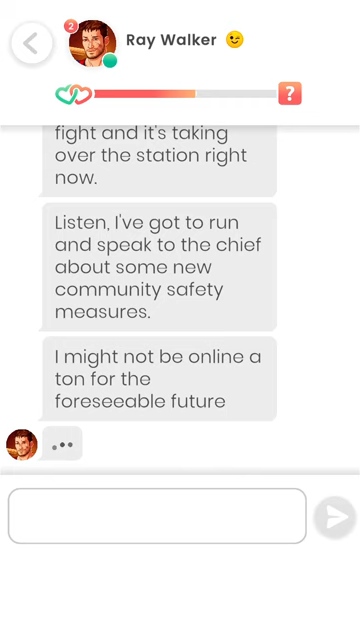 2
Ray Walker 😉
?
fight and it's taking
over the station right
now.
Listen, I've got to run
and speak to the chief
about some new
community safety
measures.
I might not be online a
ton for the
foreseeable future